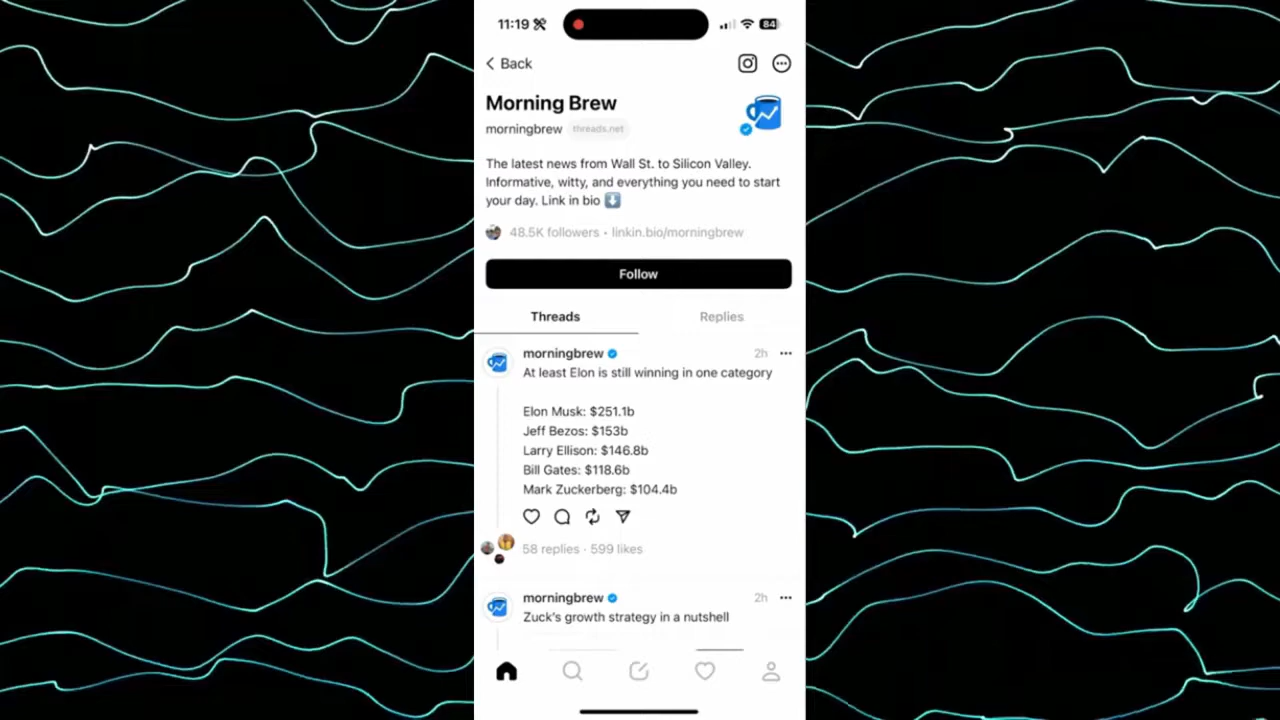 11:19
84
Back
Morning Brew
morningbrew threads.net
The latest news from Wall St. to Silicon Valley.
Informative, witty, and everything you need to start
your day. Link in bio ⬇️
48.5K followers • linkin.bio/morningbrew
Follow
Threads Replies
morningbrew 2h
At least Elon is still winning in one category
Elon Musk: $251.1b
Jeff Bezos: $153b
Larry Ellison: $146.8b
Bill Gates: $118.6b
Mark Zuckerberg: $104.4b
58 replies · 599 likes
morningbrew 2h
Zuck's growth strategy in a nutshell